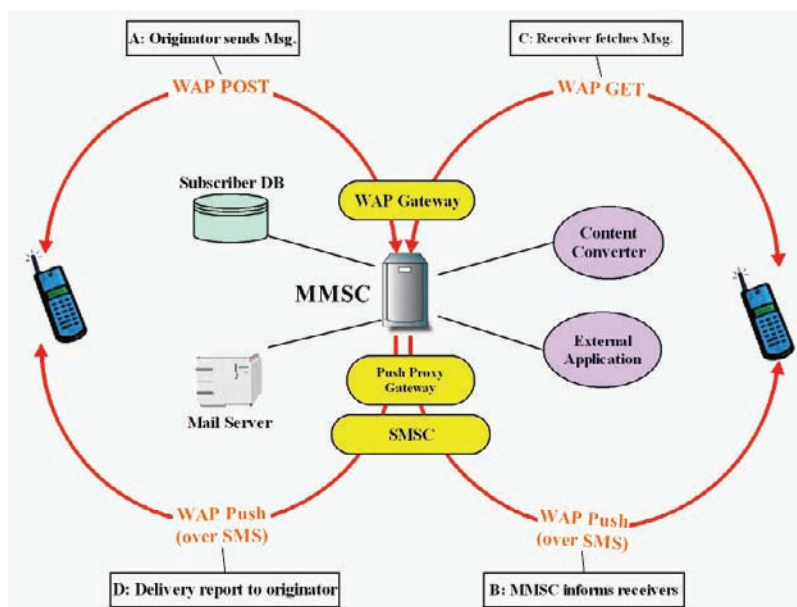 A: Originator sends Msg.
C: Receiver fetches Msg.
WAP POST
WAP GET
Subscriber DB
WAP Gateway
Content
Converter
MMSC
External
Application
Push Proxy
Gateway
Mail Server
SMSC
WAP Push
(over SMS)
WAP Push
(over SMS)
D: Delivery report to originator
B: MMSC informs receivers